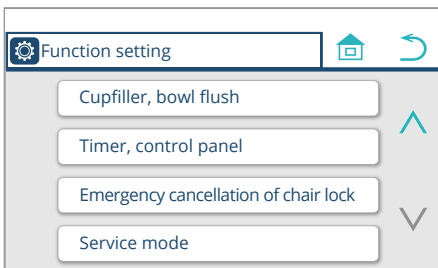 Function setting
Cupfiller, bowl flush
Timer, control panel
Emergency cancellation of chair lock
Service mode